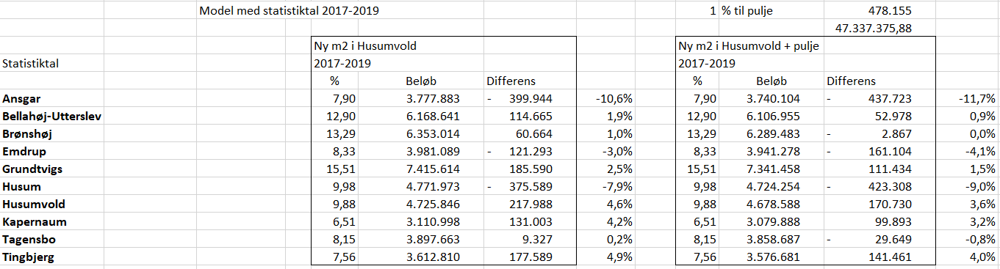 Model med statistiktal 2017-2019 1 % til pulje 478.155
47.337.375,88
Ny m2 i Husumvold Ny m2 i Husumvold + pulje
Statistiktal 2017-2019 2017-2019
% Beløb Differens % Beløb Differens
Ansgar 7,90 3.777.883 - 399.944 -10,6% 7,90 3.740.104 - 437.723 -11,7%
Bellahøj-Utterslev 12,90 6.168.641 114.665 1,9% 12,90 6.106.955 52.978 0,9%
Brønshøj 13,29 6.353.014 60.664 1,0% 13,29 6.289.483 - 2.867 0,0%
Emdrup 8,33 3.981.089 - 121.293 -3,0% 8,33 3.941.278 - 161.104 -4,1%
Grundtvigs 15,51 7.415.614 185.590 2,5% 15,51 7.341.458 111.434 1,5%
Husum 9,98 4.771.973 - 375.589 -7,9% 9,98 4.724.254 - 423.308 -9,0%
Husumvold 9,88 4.725.846 217.988 4,6% 9,88 4.678.588 170.730 3,6%
Kapernaum 6,51 3.110.998 131.003 4,2% 6,51 3.079.888 99.893 3,2%
Tagensbo 8,15 3.897.663 9.327 0,2% 8,15 3.858.687 - 29.649 -0,8%
Tingbjerg 7,56 3.612.810 177.589 4,9% 7,56 3.576.681 141.461 4,0%